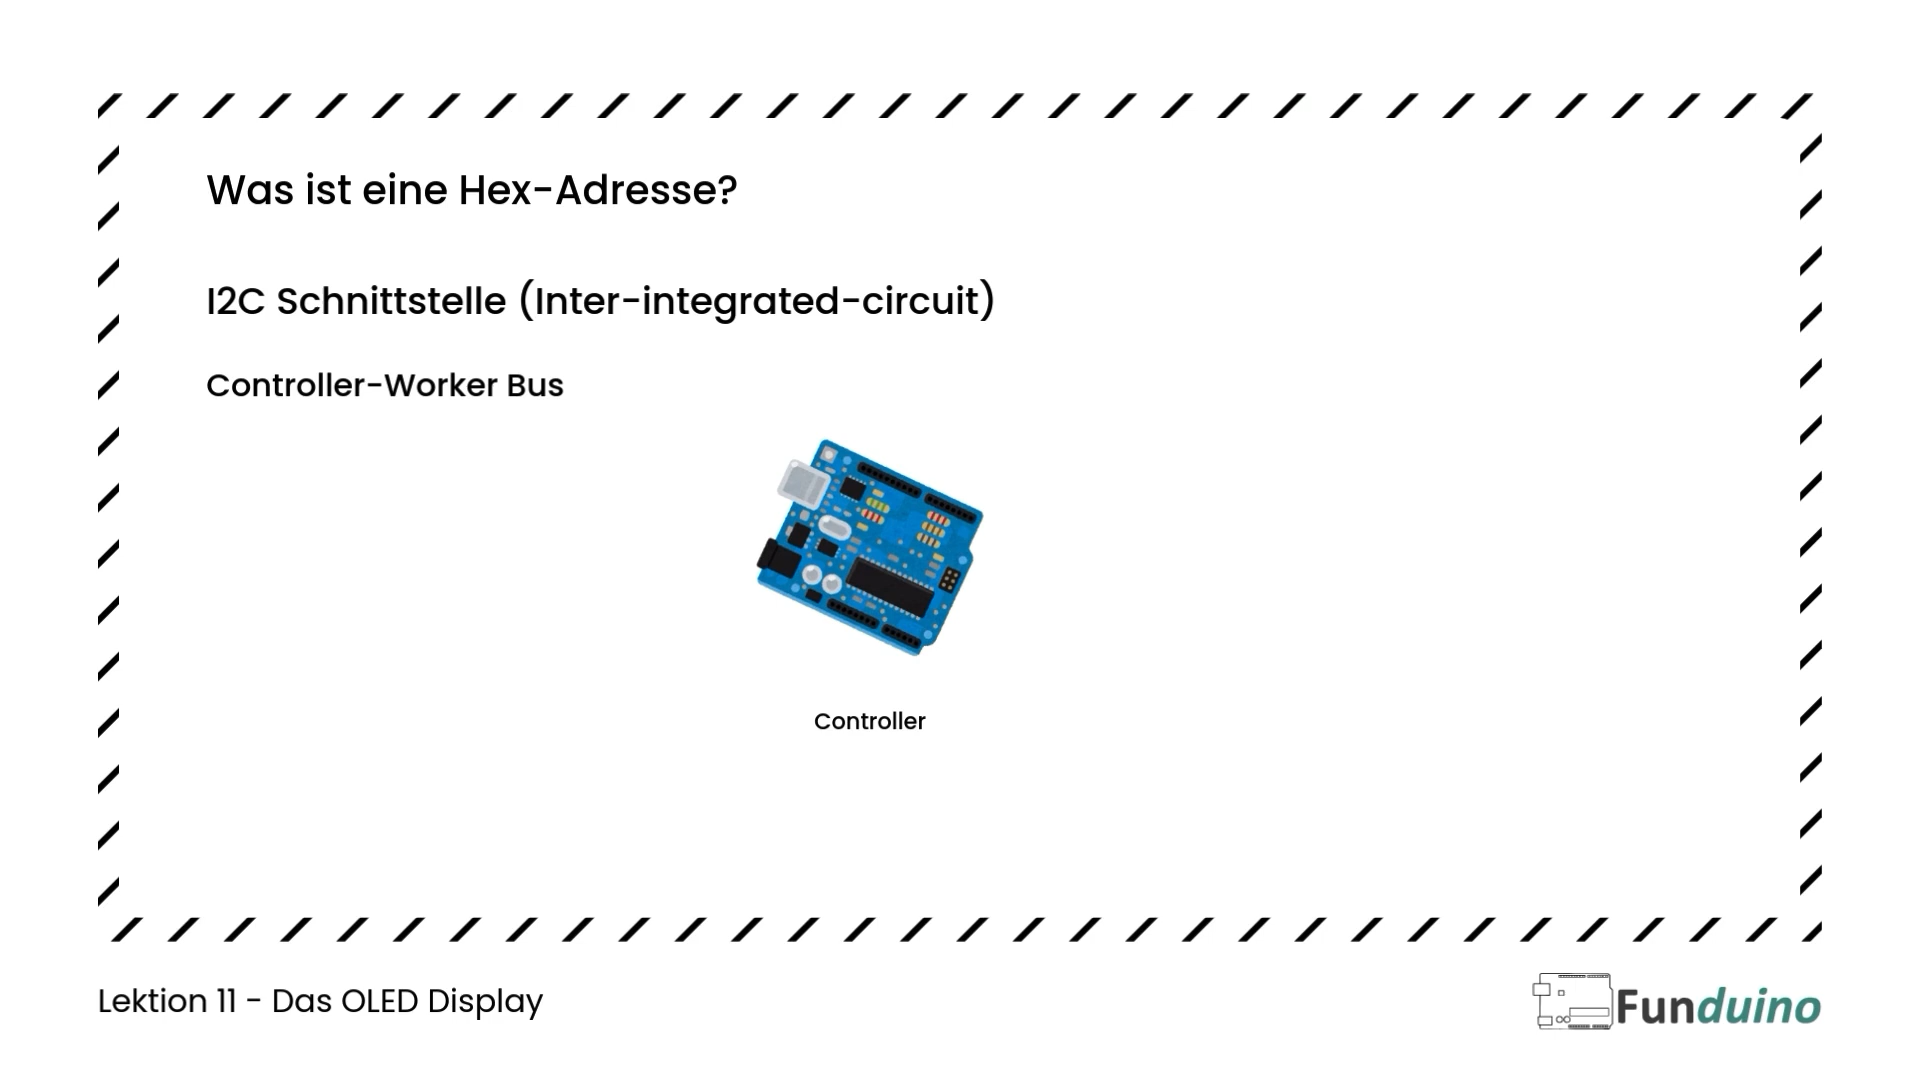 Was ist eine Hex-Adresse?
I2C Schnittstelle (Inter-integrated-circuit)
Controller-Worker Bus
Controller
Lektion 11 - Das OLED Display
Funduino